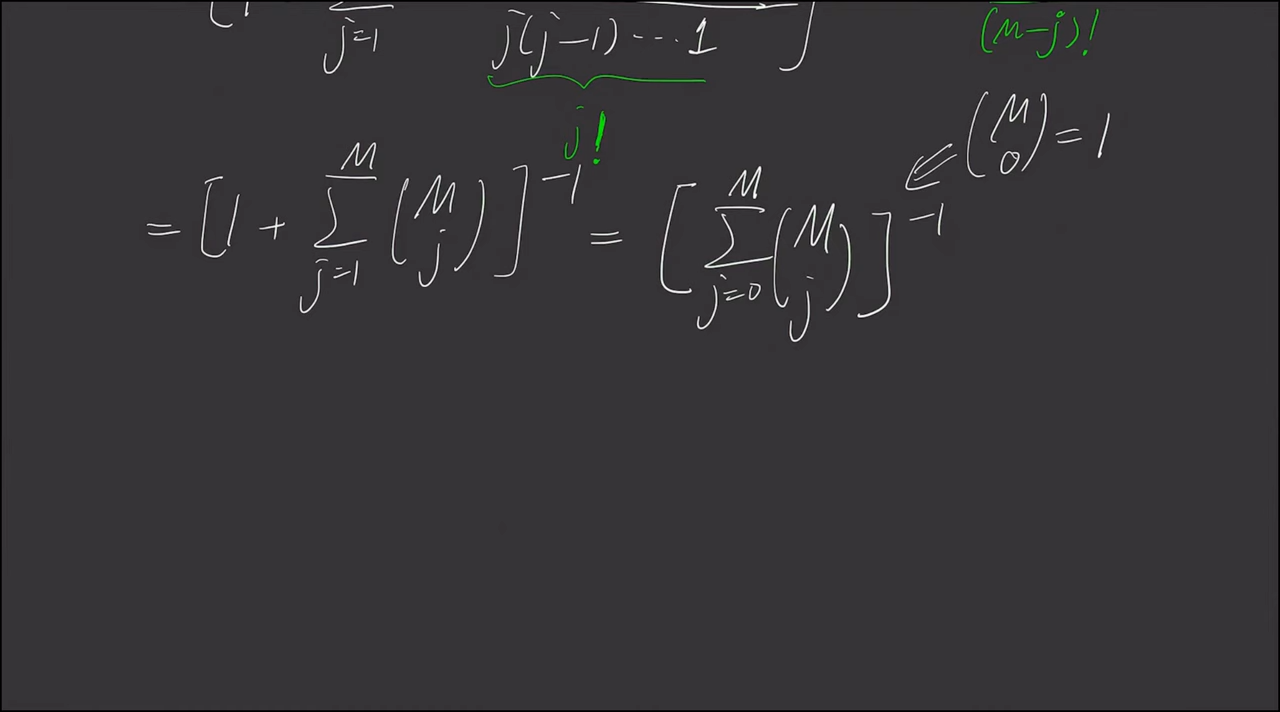 j=1 j(j-1)···1 ] (M-j)!
j!
(M 0) = 1
= [1 + Σ_{j=1}^{M} (M j)]^{-1} = [Σ_{j=0}^{M} (M j)]^{-1}